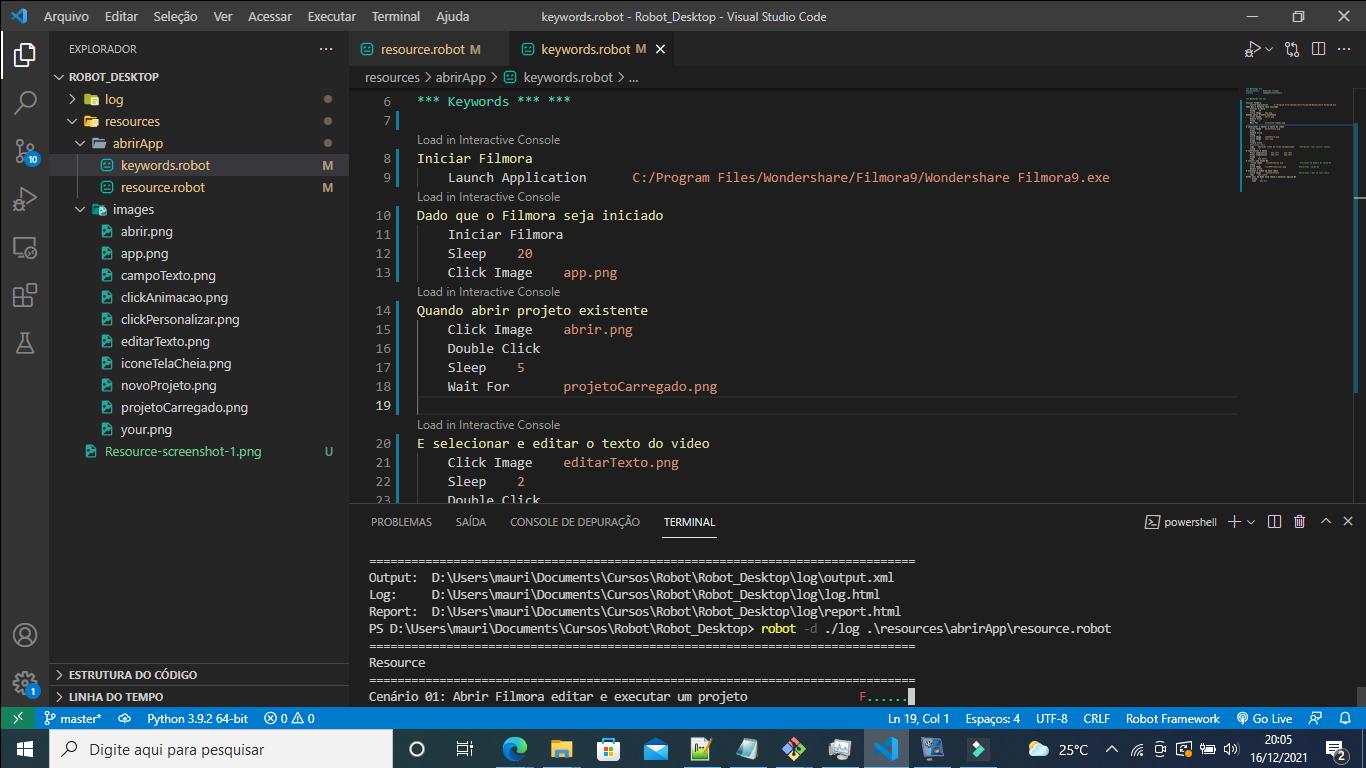 Arquivo Editar Seleção Ver Acessar Executar Terminal Ajuda keywords.robot - Robot_Desktop - Visual Studio Code
EXPLORADOR
ROBOT_DESKTOP
log
resources
abrirApp
keywords.robot M
resource.robot M
images
abrir.png
app.png
campoTexto.png
clickAnimacao.png
clickPersonalizar.png
editarTexto.png
iconeTelaCheia.png
novoProjeto.png
projetoCarregado.png
your.png
Resource-screenshot-1.png U
ESTRUTURA DO CÓDIGO
LINHA DO TEMPO
10
1
resource.robot M keywords.robot M
resources > abrirApp > keywords.robot > ...
6 *** Keywords *** ***
7
Load in Interactive Console
8 Iniciar Filmora
9 Launch Application C:/Program Files/Wondershare/Filmora9/Wondershare Filmora9.exe
Load in Interactive Console
10 Dado que o Filmora seja iniciado
11 Iniciar Filmora
12 Sleep 20
13 Click Image app.png
Load in Interactive Console
14 Quando abrir projeto existente
15 Click Image abrir.png
16 Double Click
17 Sleep 5
18 Wait For projetoCarregado.png
19
Load in Interactive Console
20 E selecionar e editar o texto do video
21 Click Image editarTexto.png
22 Sleep 2
23 Double Click
PROBLEMAS SAÍDA CONSOLE DE DEPURAÇÃO TERMINAL powershell
==============================================================================
Output: D:\Users\mauri\Documents\Cursos\Robot\Robot_Desktop\log\output.xml
Log: D:\Users\mauri\Documents\Cursos\Robot\Robot_Desktop\log\log.html
Report: D:\Users\mauri\Documents\Cursos\Robot\Robot_Desktop\log\report.html
PS D:\Users\mauri\Documents\Cursos\Robot\Robot_Desktop> robot -d ./log .\resources\abrirApp\resource.robot
==============================================================================
Resource
==============================================================================
Cenário 01: Abrir Filmora editar e executar um projeto F......
master* Python 3.9.2 64-bit 0 0 Ln 19, Col 1 Espaços: 4 UTF-8 CRLF Robot Framework Go Live
Digite aqui para pesquisar 25°C 20:05
16/12/2021 2